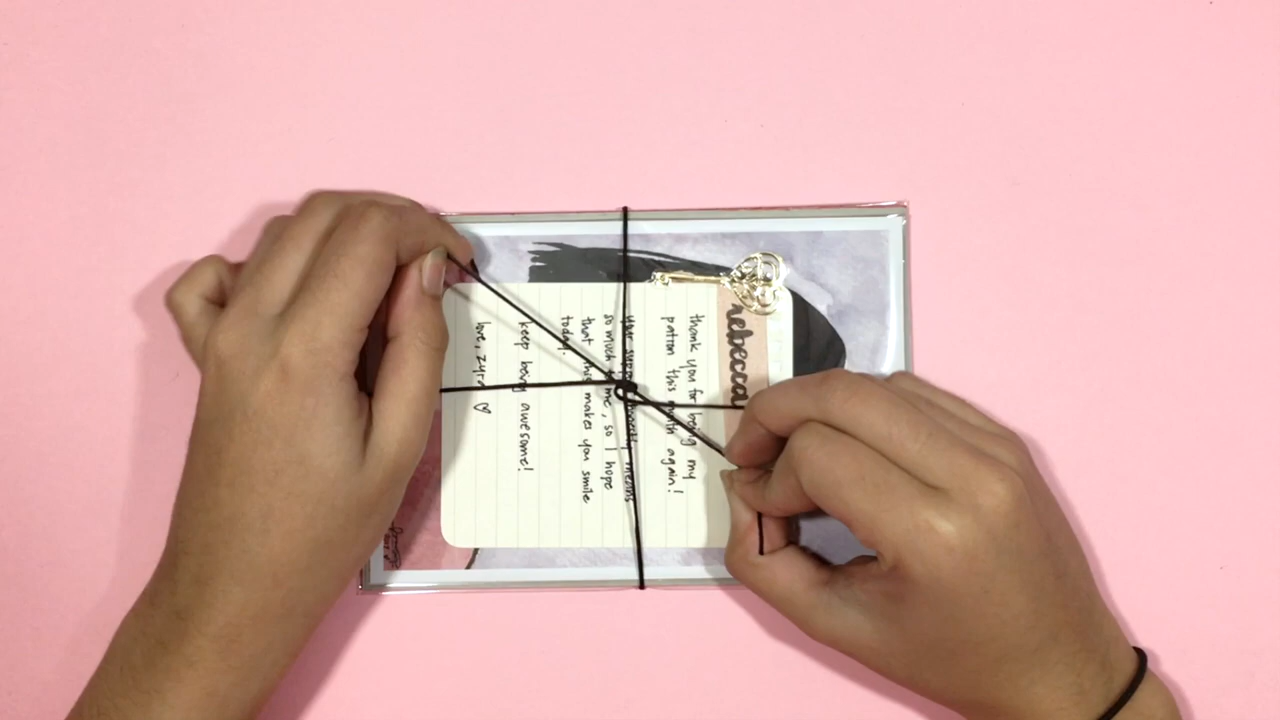 rebecca
thank you for being my
patron this month again!
your support honestly means
so much to me, so I hope
that this makes you smile
today.
keep being awesome!
love, zyra ♡